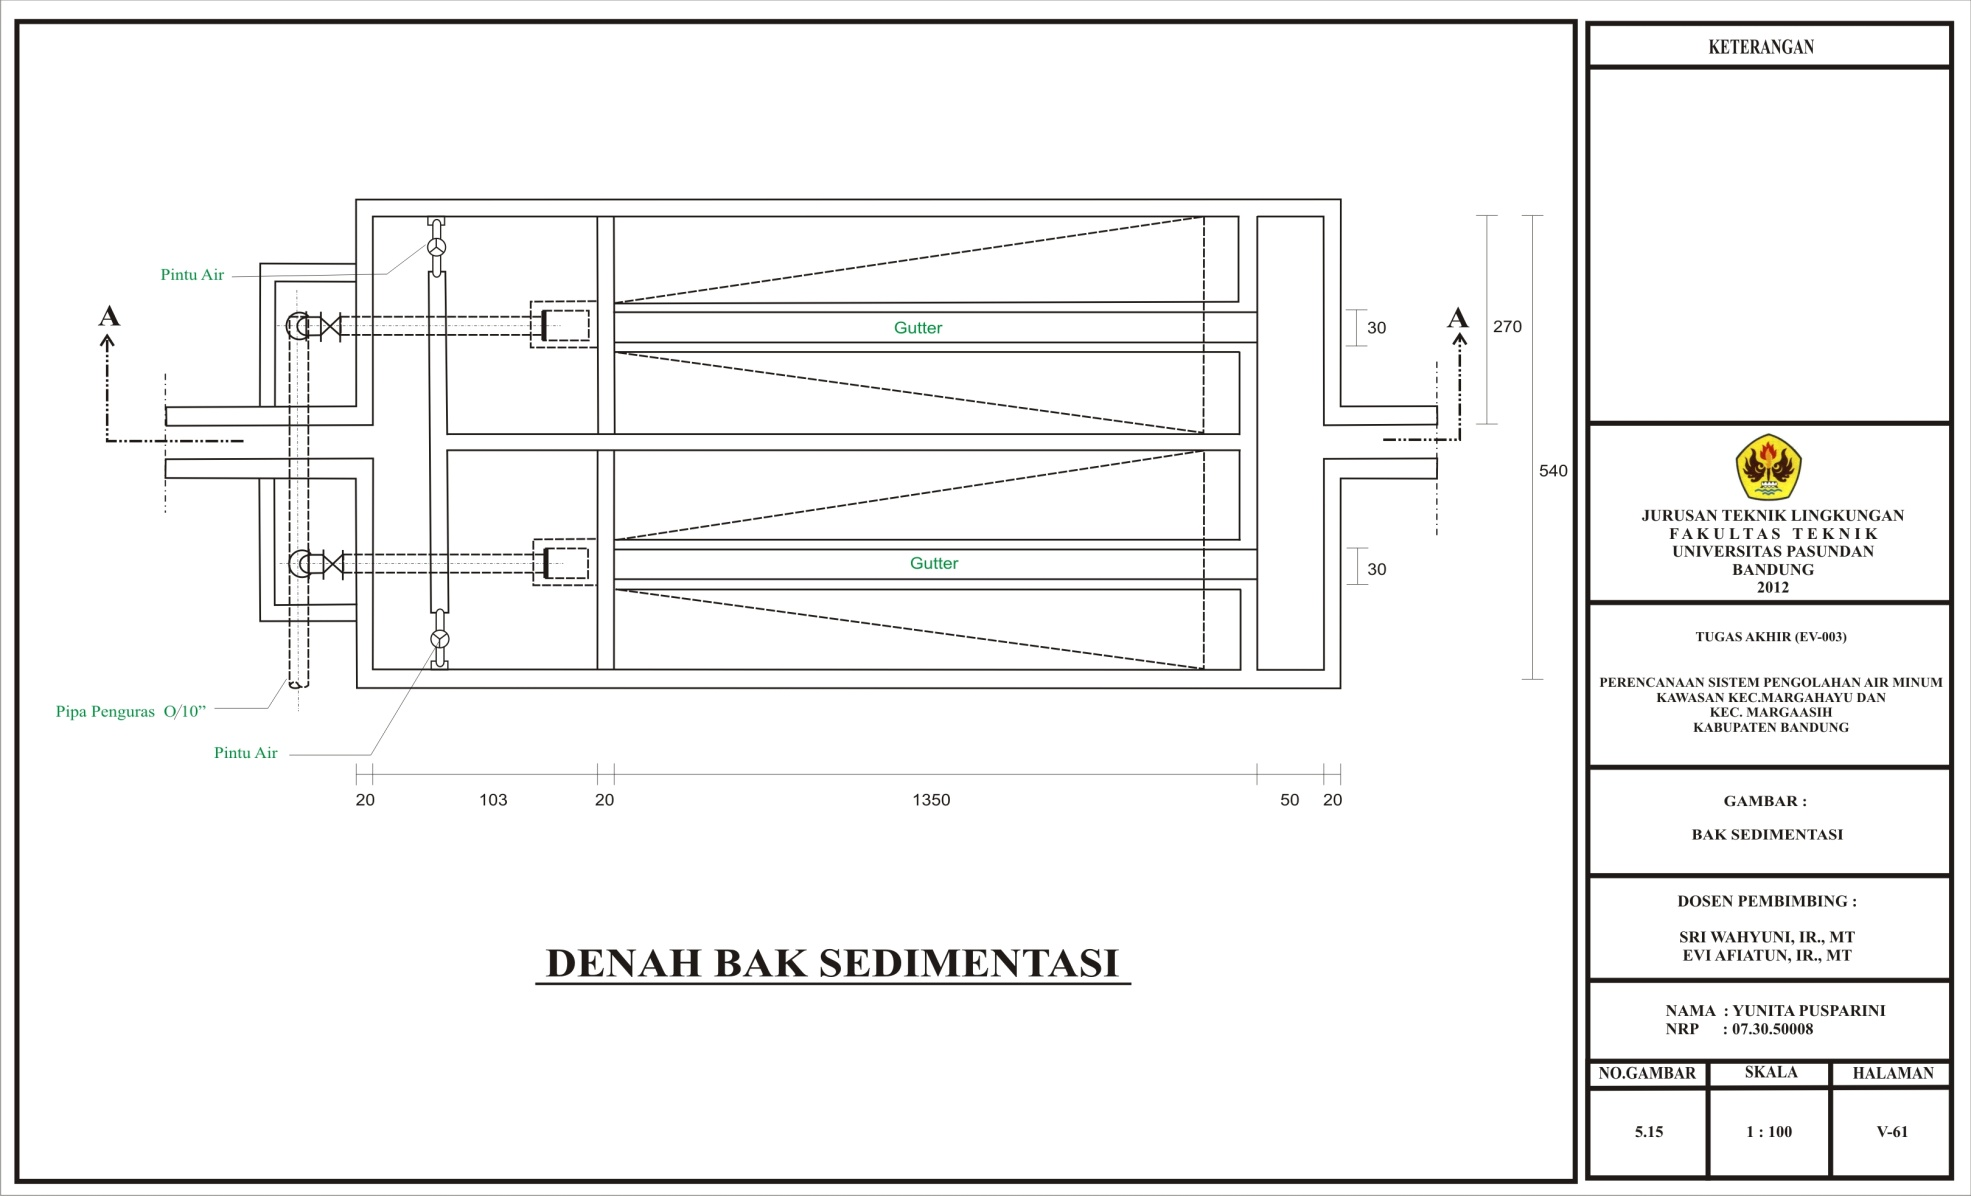 Pintu Air
A
Gutter
30
A
270
540
Gutter
30
Pipa Penguras O/10”
Pintu Air
20
103
20
1350
50
20
DENAH BAK SEDIMENTASI
KETERANGAN
JURUSAN TEKNIK LINGKUNGAN
FAKULTAS TEKNIK
UNIVERSITAS PASUNDAN
BANDUNG
2012
TUGAS AKHIR (EV-003)
PERENCANAAN SISTEM PENGOLAHAN AIR MINUM
KAWASAN KEC.MARGAHAYU DAN
KEC. MARGAASIH
KABUPATEN BANDUNG
GAMBAR :
BAK SEDIMENTASI
DOSEN PEMBIMBING :
SRI WAHYUNI, IR., MT
EVI AFIATUN, IR., MT
NAMA : YUNITA PUSPARINI
NRP : 07.30.50008
NO.GAMBAR SKALA HALAMAN
5.15 1 : 100 V-61